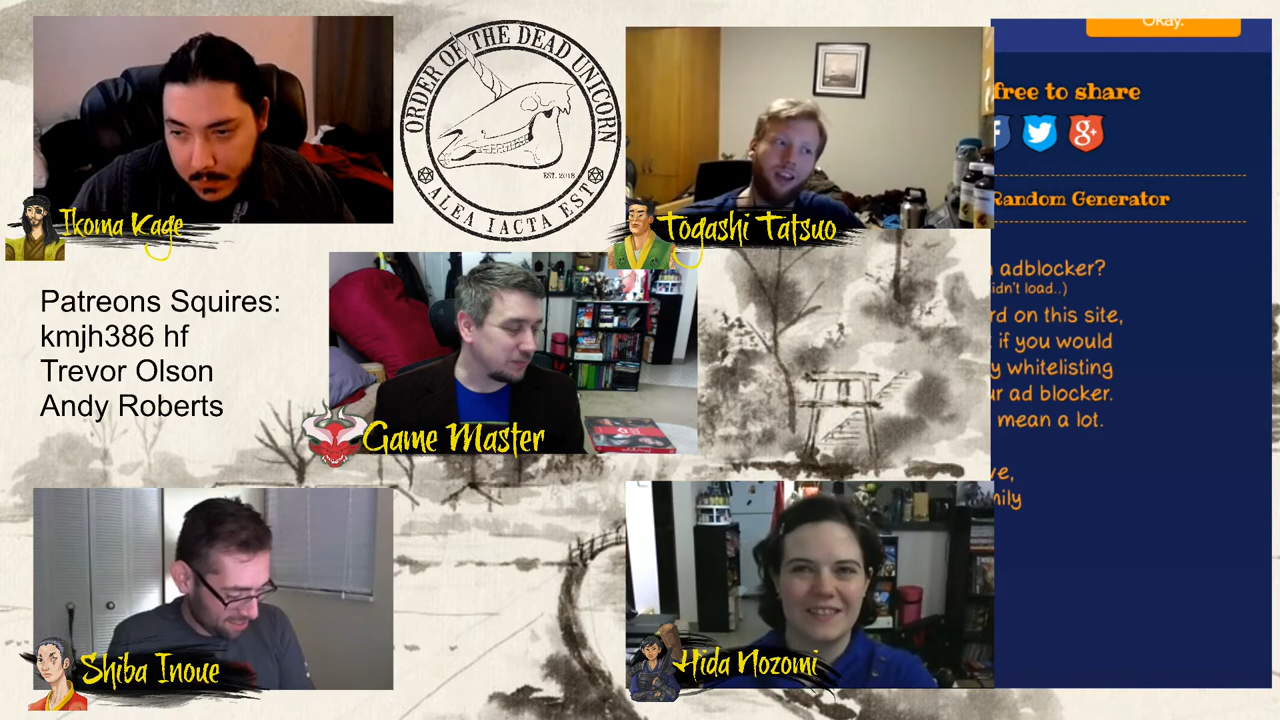 ORDER OF THE DEAD UNICORN
EST. 2018
ALEA IACTA EST
Ikoma Kage
Togashi Tatsuo
Patreons Squires:
kmjh386 hf
Trevor Olson
Andy Roberts
Game Master
Shiba Inoue
Hida Nozomi
Okay.
free to share
f
g+
Random Generator
adblocker?
idn't load..)
rd on this site,
if you would
y whitelisting
ur ad blocker.
mean a lot.
ve,
mily